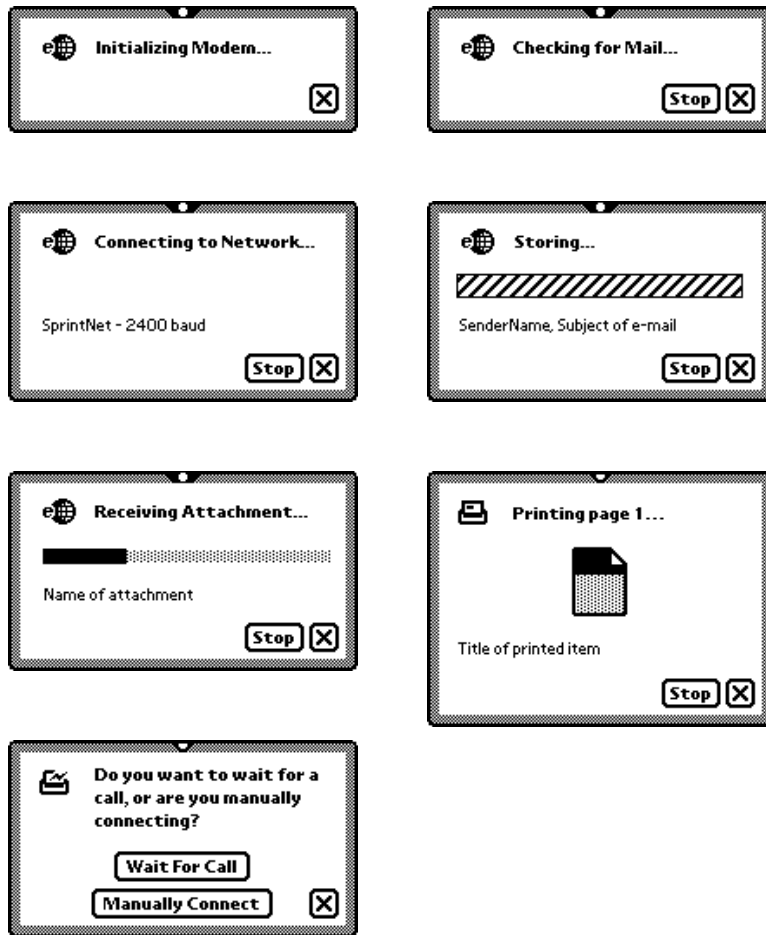 Initializing Modem...
Checking for Mail...
Stop
Connecting to Network...
SprintNet - 2400 baud
Stop
Storing...
SenderName, Subject of e-mail
Stop
Receiving Attachment...
Name of attachment
Stop
Printing page 1...
Title of printed item
Stop
Do you want to wait for a
call, or are you manually
connecting?
Wait For Call
Manually Connect